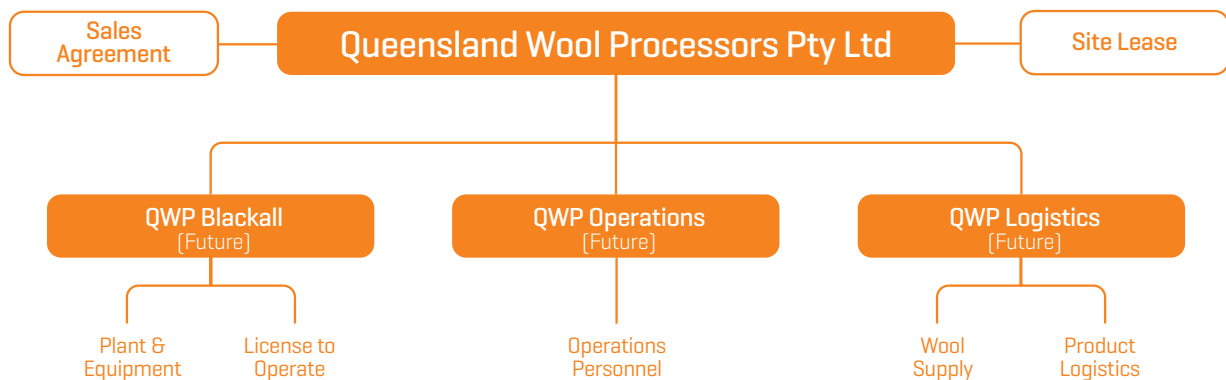 Sales
Agreement
Queensland Wool Processors Pty Ltd
Site Lease
QWP Blackall
(Future)
QWP Operations
(Future)
QWP Logistics
(Future)
Plant &
Equipment
License to
Operate
Operations
Personnel
Wool
Supply
Product
Logistics